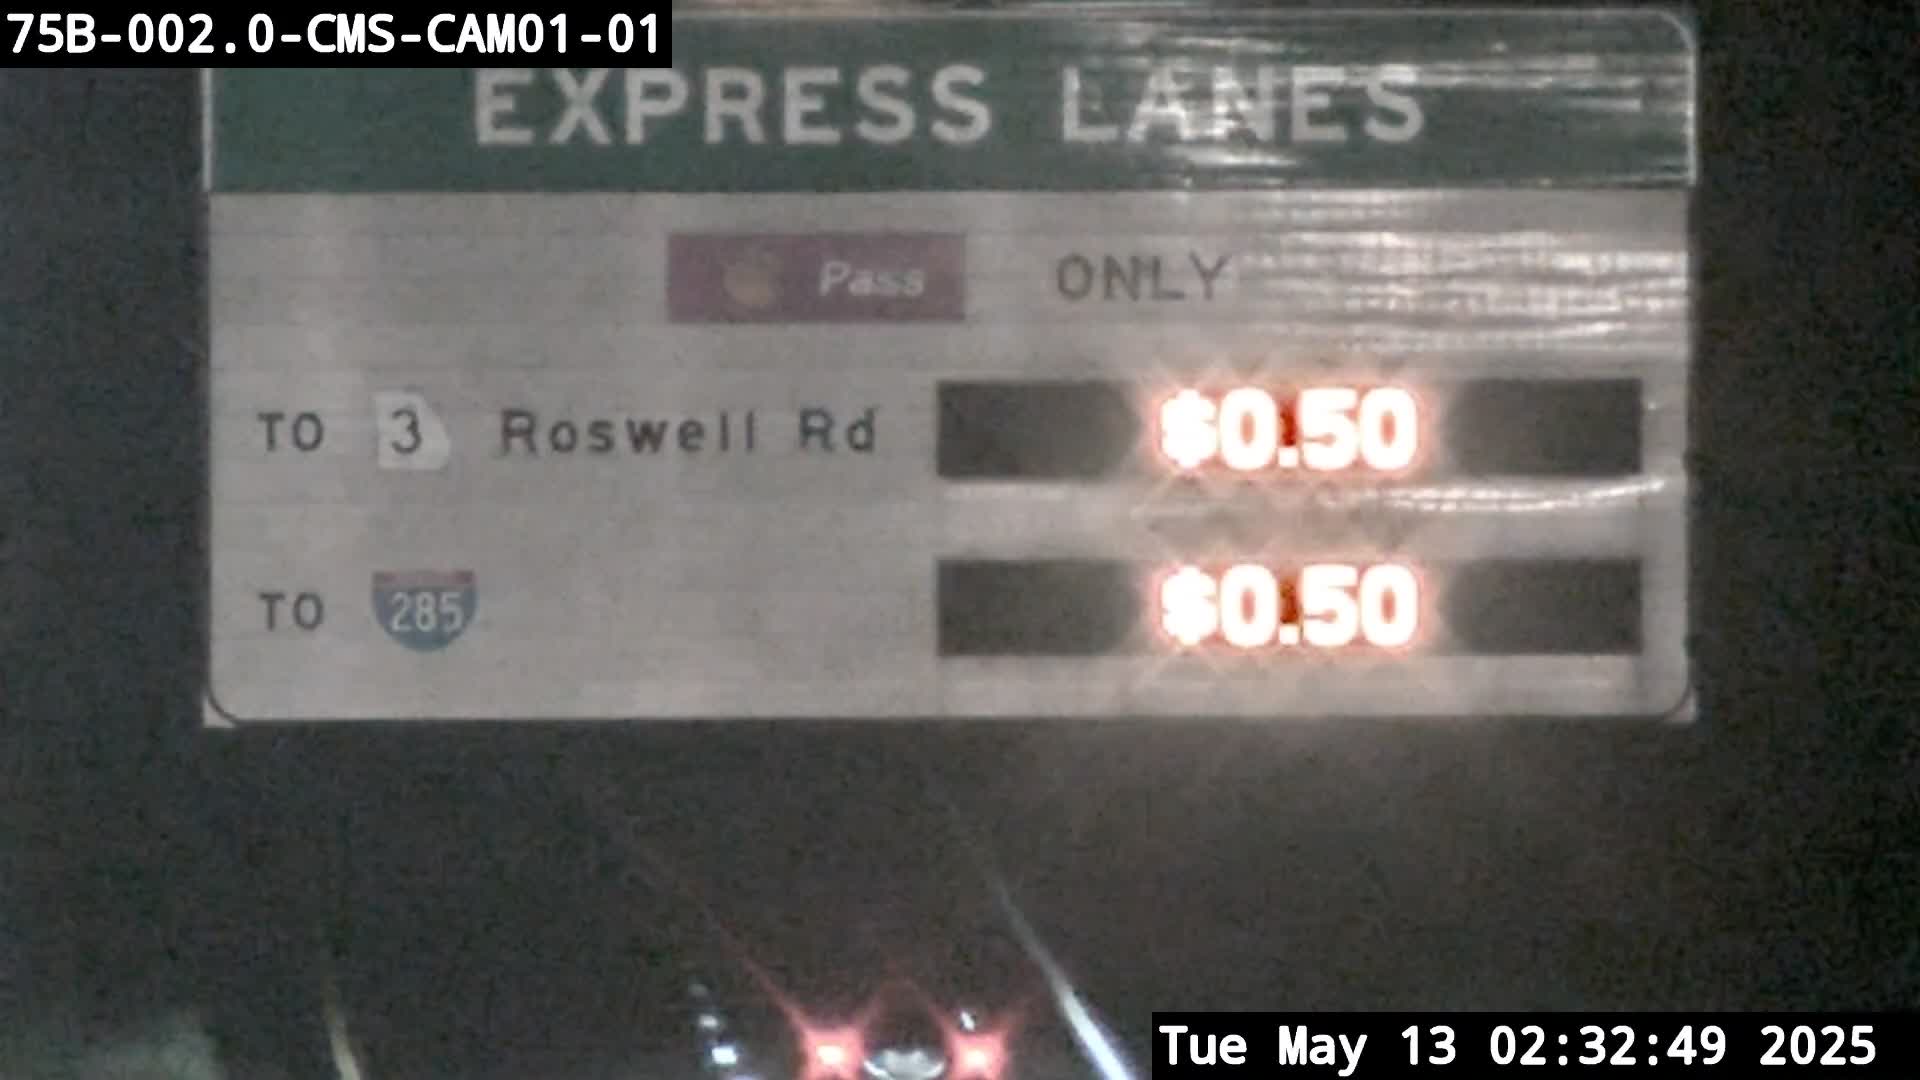 75B-002.0-CMS-CAM01-01
EXPRESS LANES
Pass ONLY
TO 3 Roswell Rd $0.50
TO 285 $0.50
Tue May 13 02:32:49 2025